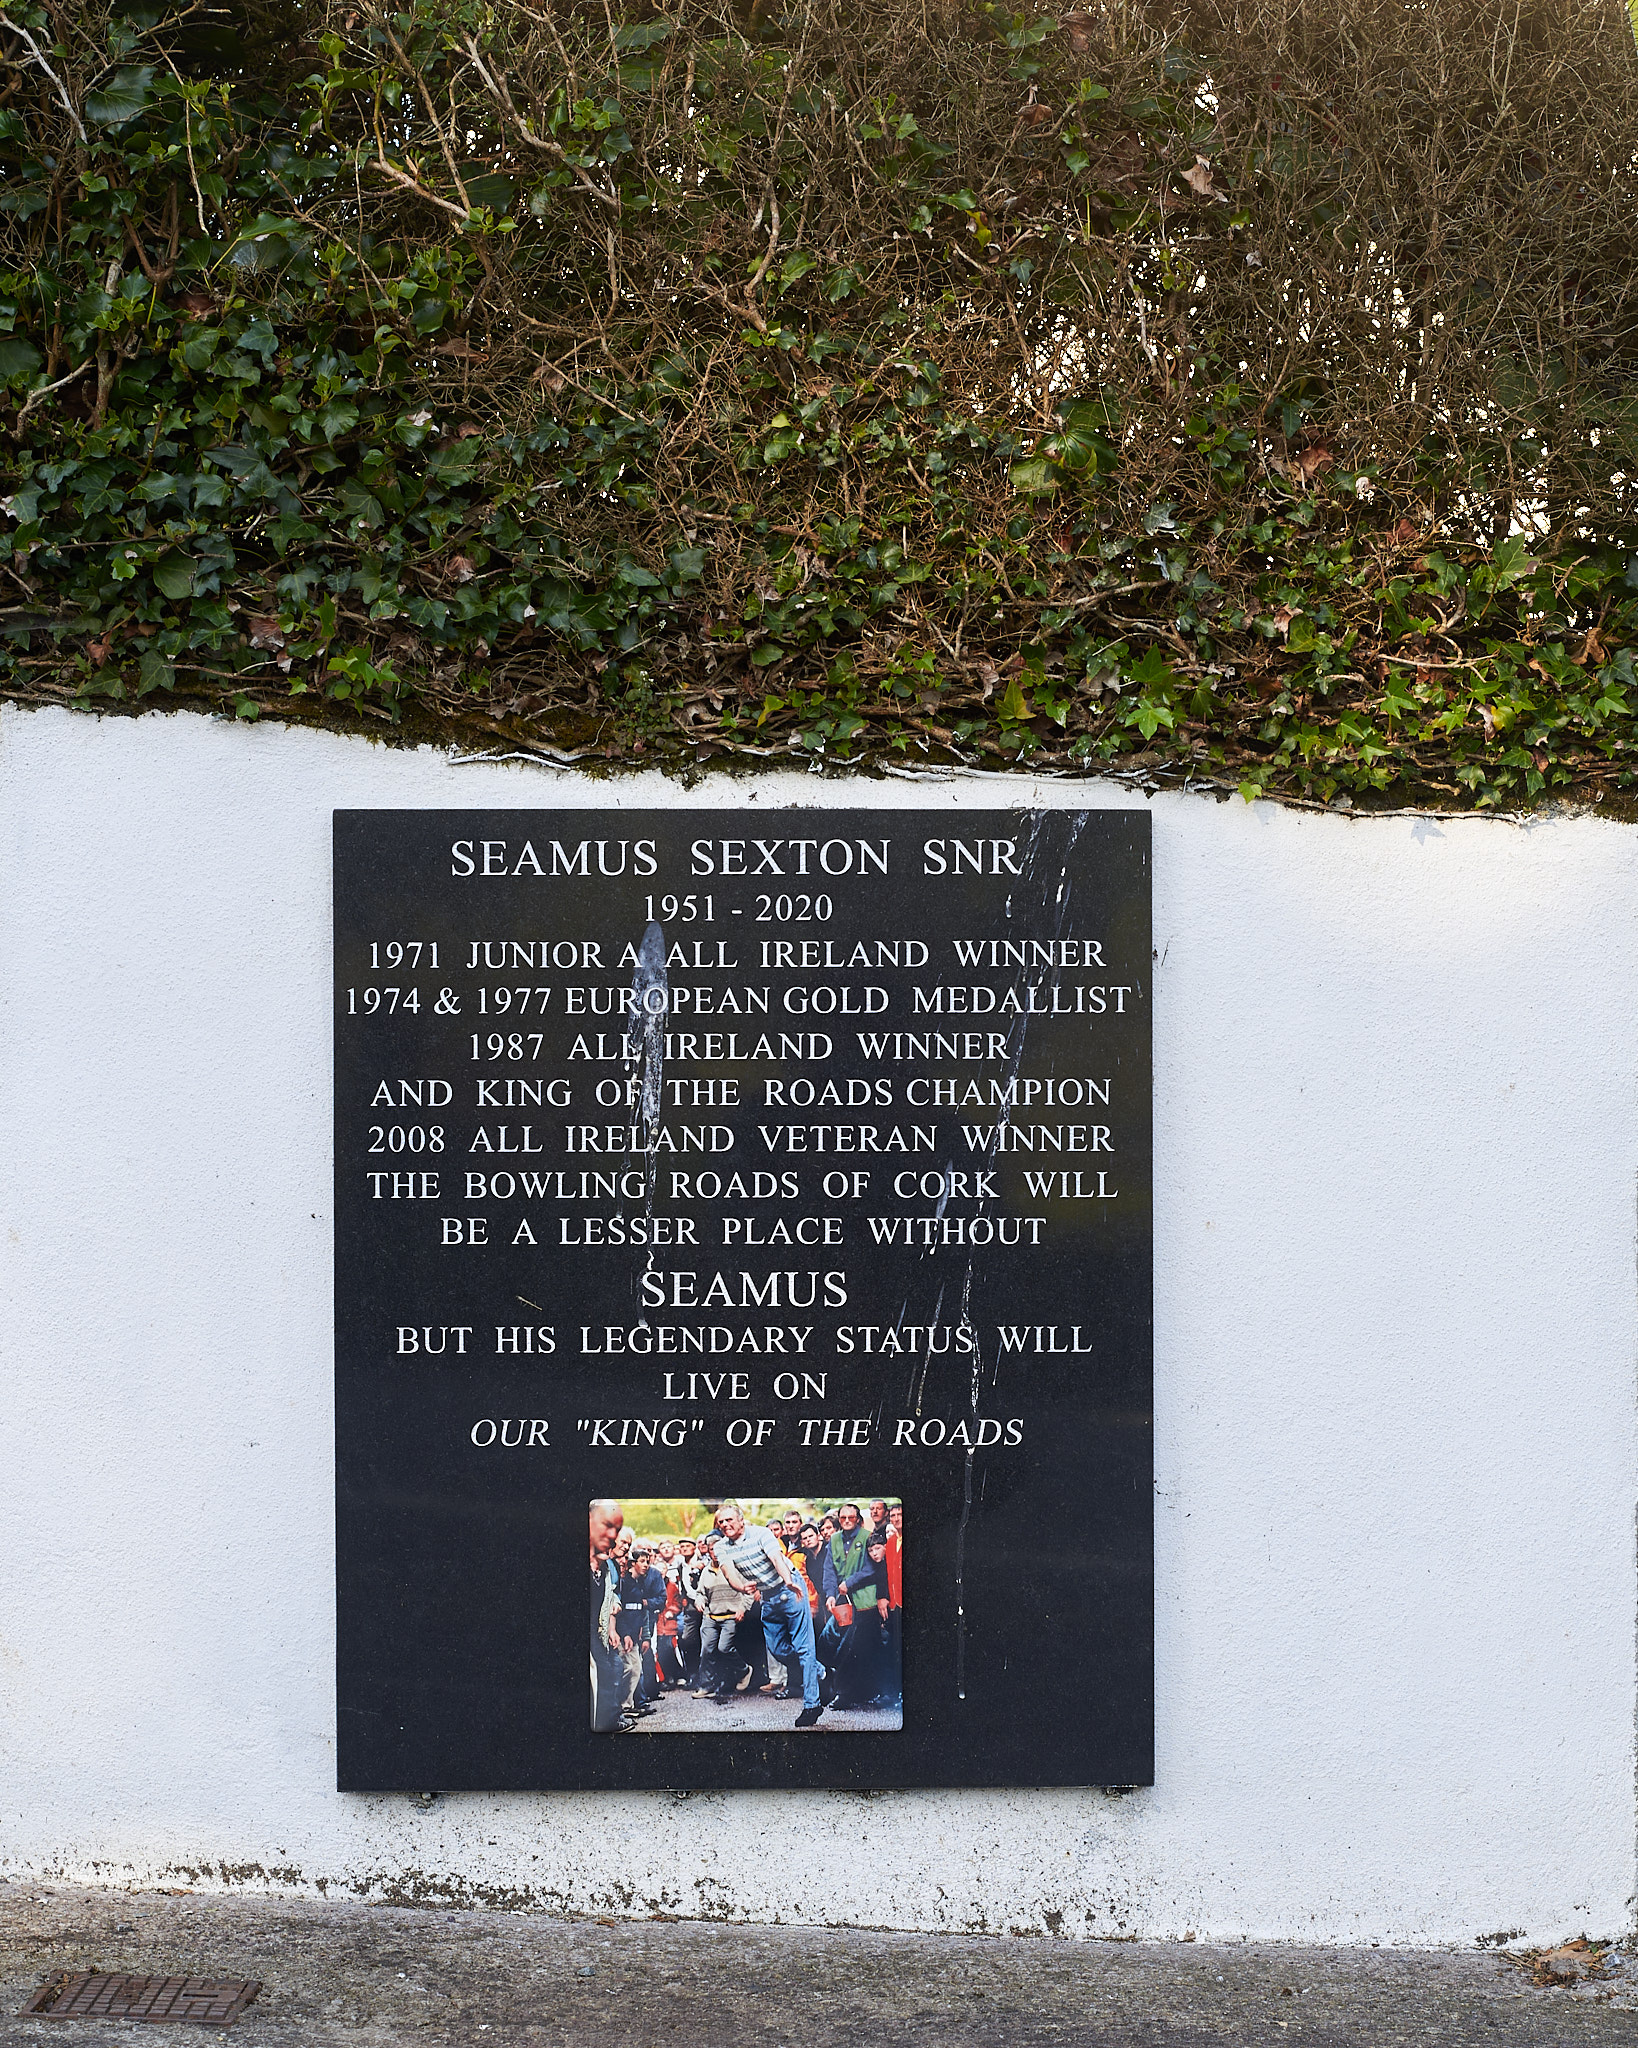 SEAMUS SEXTON SNR
1951 - 2020
1971 JUNIOR A ALL IRELAND WINNER
1974 & 1977 EUROPEAN GOLD MEDALLIST
1987 ALL IRELAND WINNER
AND KING OF THE ROADS CHAMPION
2008 ALL IRELAND VETERAN WINNER
THE BOWLING ROADS OF CORK WILL
BE A LESSER PLACE WITHOUT
SEAMUS
BUT HIS LEGENDARY STATUS WILL
LIVE ON
OUR "KING" OF THE ROADS